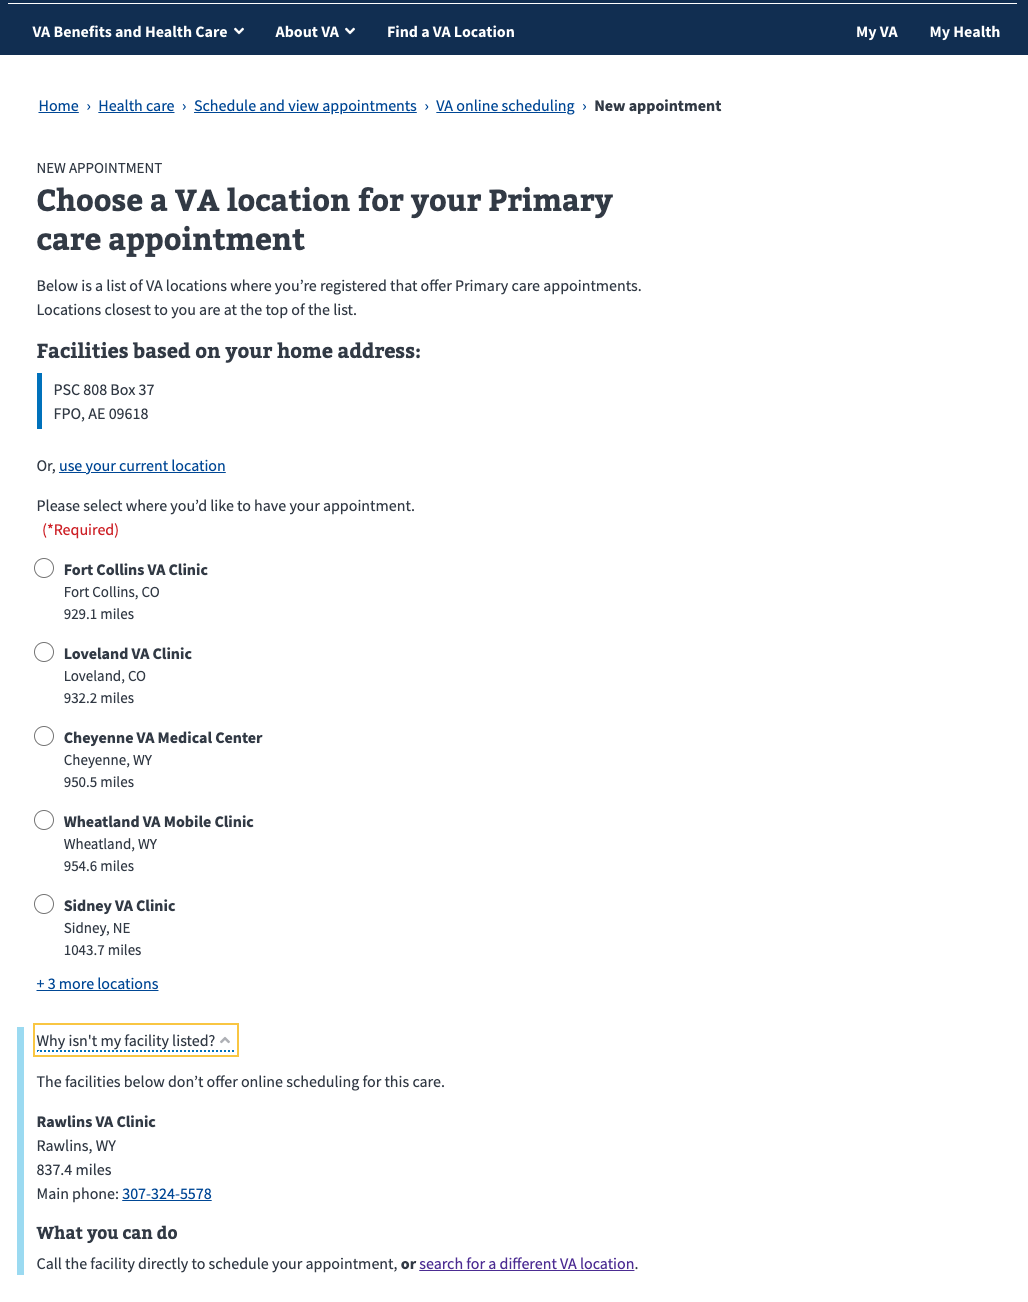 VA Benefits and Health Care About VA Find a VA Location My VA My Health
Home › Health care › Schedule and view appointments › VA online scheduling › New appointment
NEW APPOINTMENT
Choose a VA location for your Primary
care appointment
Below is a list of VA locations where you’re registered that offer Primary care appointments.
Locations closest to you are at the top of the list.
Facilities based on your home address:
PSC 808 Box 37
FPO, AE 09618
Or, use your current location
Please select where you’d like to have your appointment.
(*Required)
Fort Collins VA Clinic
Fort Collins, CO
929.1 miles
Loveland VA Clinic
Loveland, CO
932.2 miles
Cheyenne VA Medical Center
Cheyenne, WY
950.5 miles
Wheatland VA Mobile Clinic
Wheatland, WY
954.6 miles
Sidney VA Clinic
Sidney, NE
1043.7 miles
+ 3 more locations
Why isn't my facility listed?
The facilities below don’t offer online scheduling for this care.
Rawlins VA Clinic
Rawlins, WY
837.4 miles
Main phone: 307-324-5578
What you can do
Call the facility directly to schedule your appointment, or search for a different VA location.